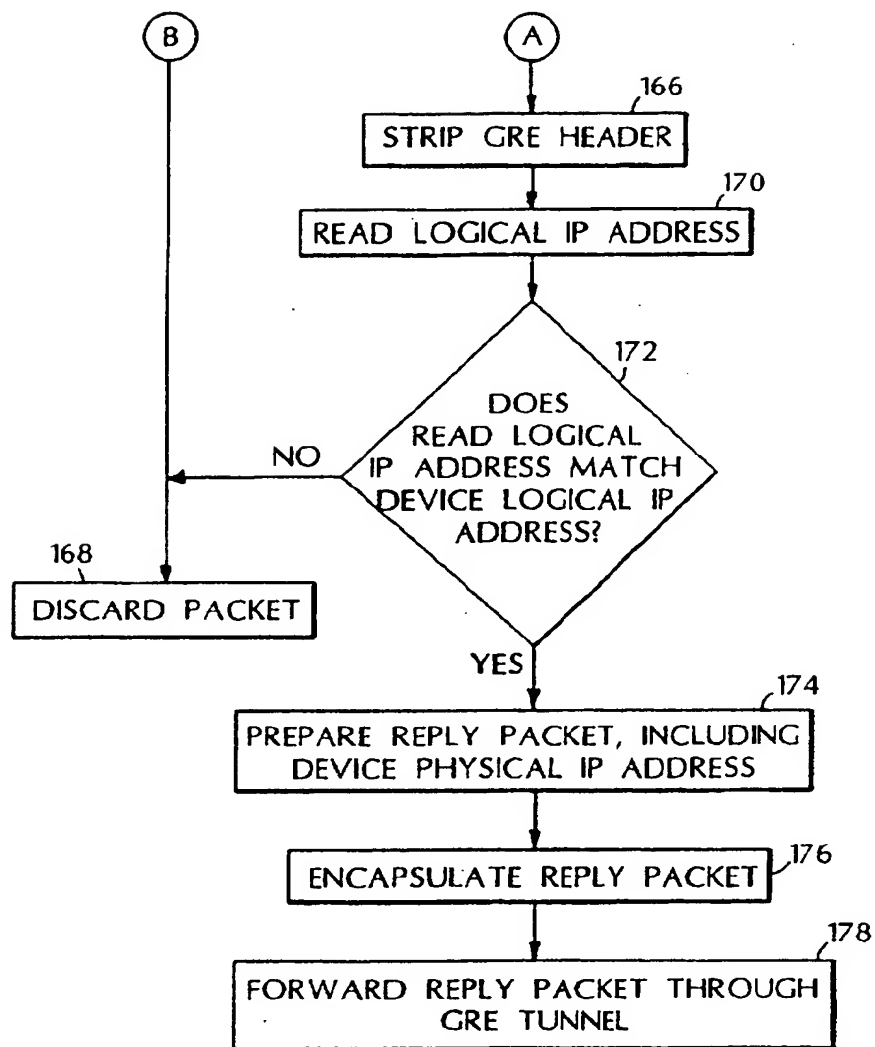 B
A
166
STRIP GRE HEADER
170
READ LOGICAL IP ADDRESS
172
DOES
READ LOGICAL
IP ADDRESS MATCH
DEVICE LOGICAL IP
ADDRESS?
NO
168
DISCARD PACKET
YES
174
PREPARE REPLY PACKET, INCLUDING
DEVICE PHYSICAL IP ADDRESS
176
ENCAPSULATE REPLY PACKET
178
FORWARD REPLY PACKET THROUGH
GRE TUNNEL